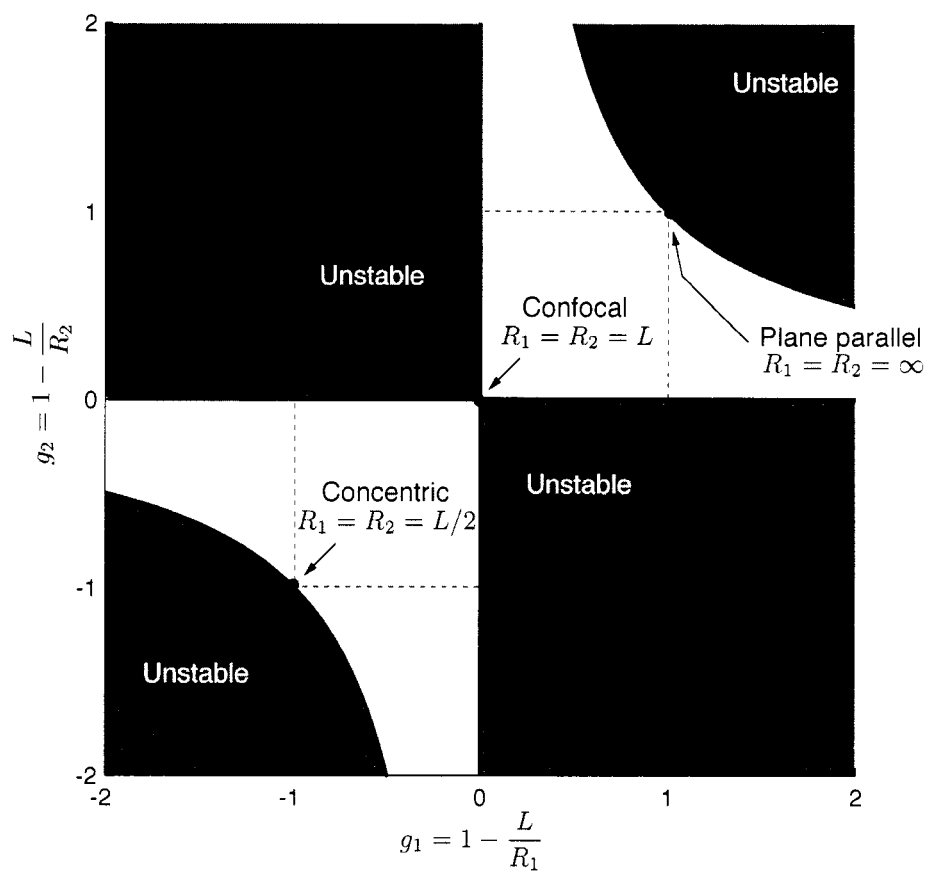 2
Unstable
1
Unstable
Confocal
R₁ = R₂ = L
Plane parallel
R₁ = R₂ = ∞
g₂ = 1 − L/R₂
0
Unstable
Concentric
R₁ = R₂ = L/2
-1
Unstable
-2
-2 -1 0 1 2
g₁ = 1 − L/R₁